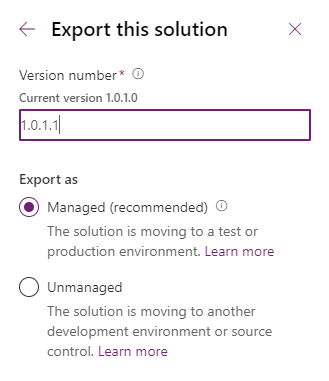 Export this solution
Version number*
Current version 1.0.1.0
1.0.1.1
Export as
Managed (recommended)
The solution is moving to a test or
production environment. Learn more
Unmanaged
The solution is moving to another
development environment or source
control. Learn more